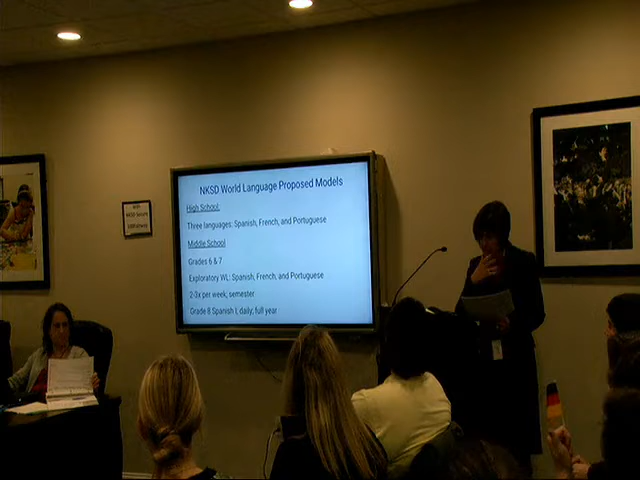 NKSD World Language Proposed Models
High School:
Three languages: Spanish, French, and Portuguese
Middle School
Grades 6 & 7
Exploratory WL: Spanish, French, and Portuguese
2-3x per week; semester
Grade 8 Spanish I; daily; full year